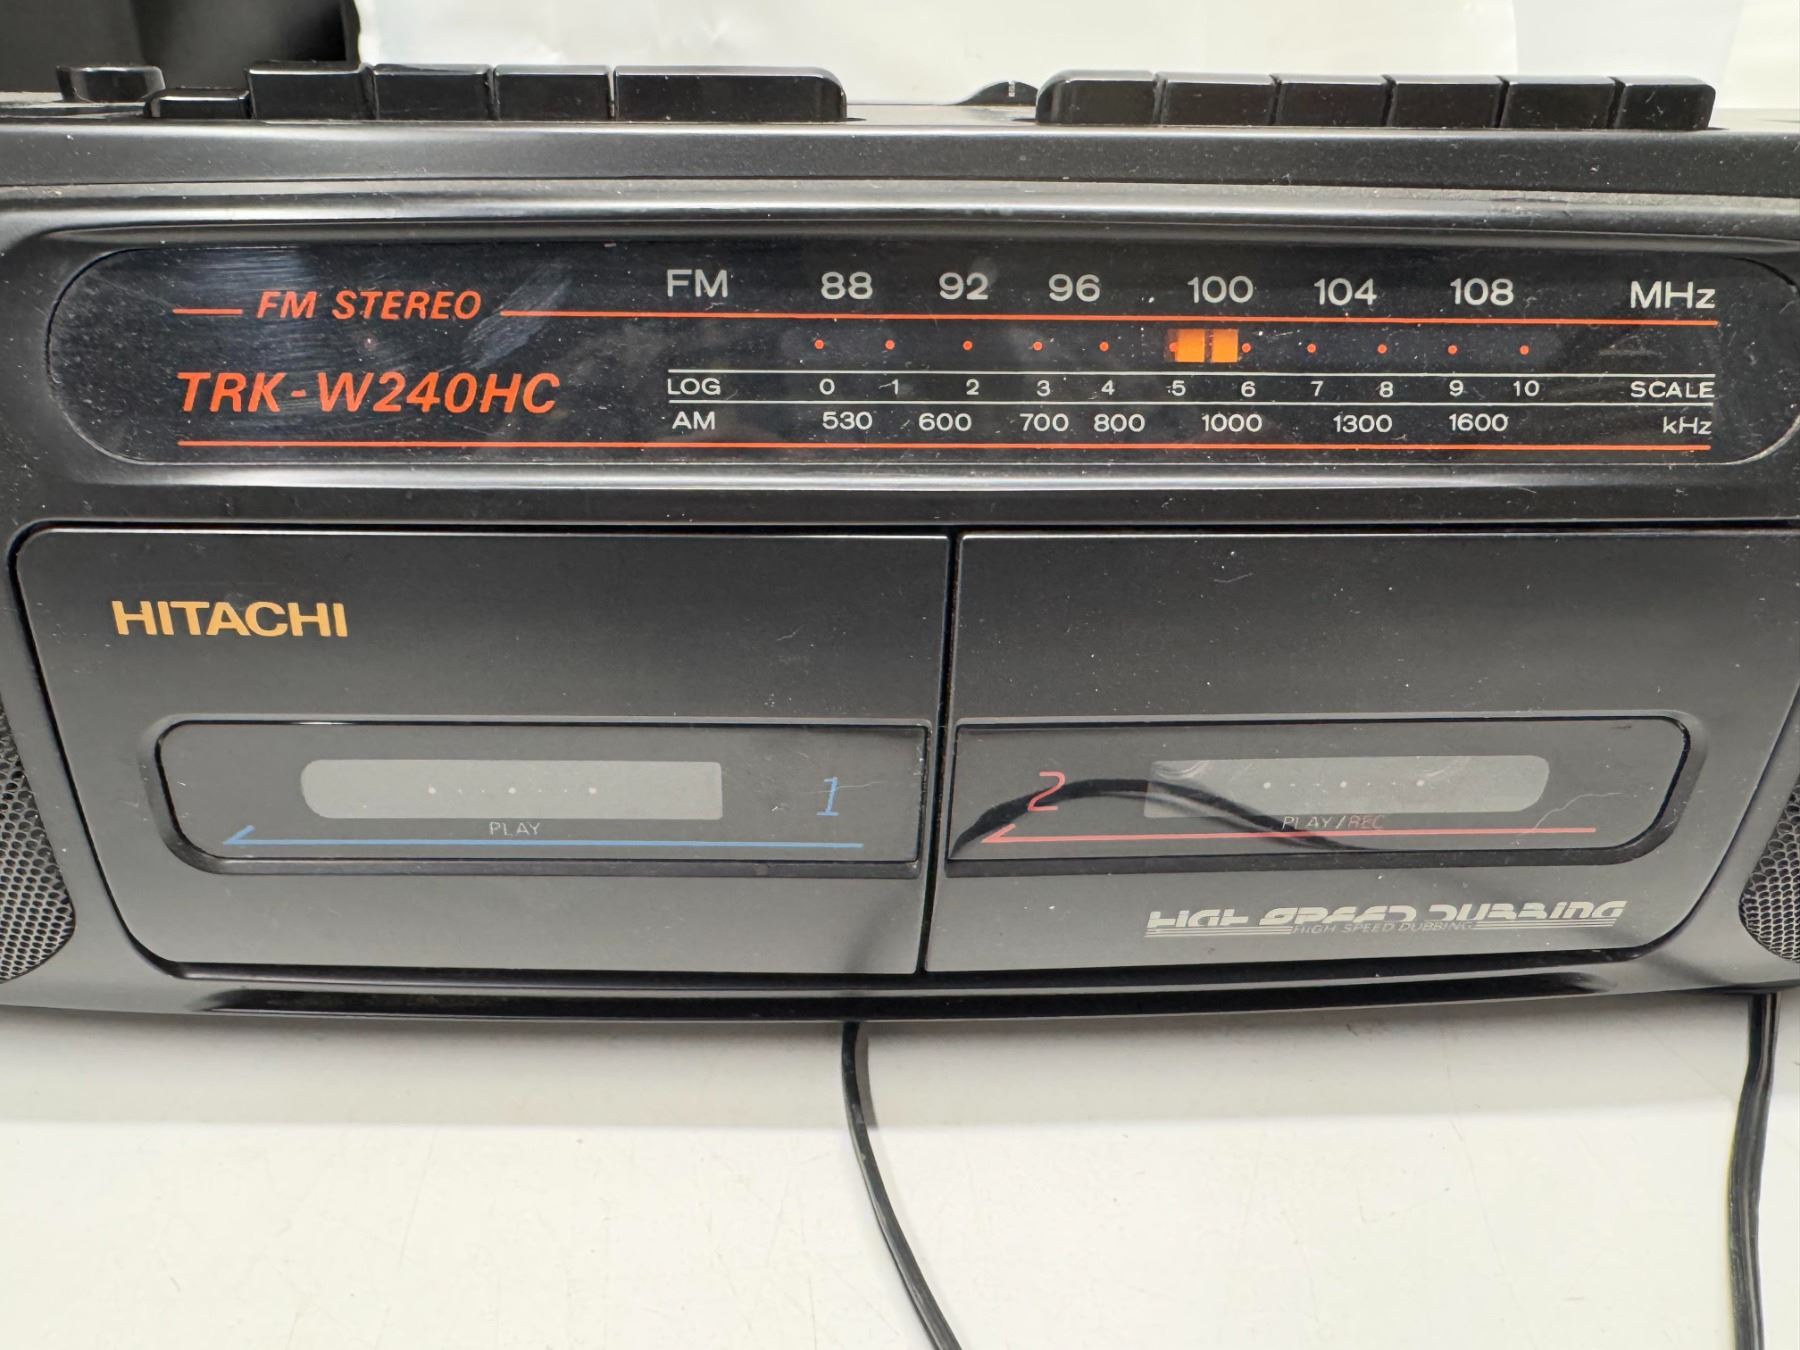 FM 88 92 96 100 104 108 MHz
FM STEREO
TRK-W240HC
LOG 0 1 2 3 4 5 6 7 8 9 10 SCALE
AM 530 600 700 800 1000 1300 1600 kHz
HITACHI
1
PLAY
2
PLAY/REC
HIGH SPEED DUBBING
HIGH SPEED DUBBING